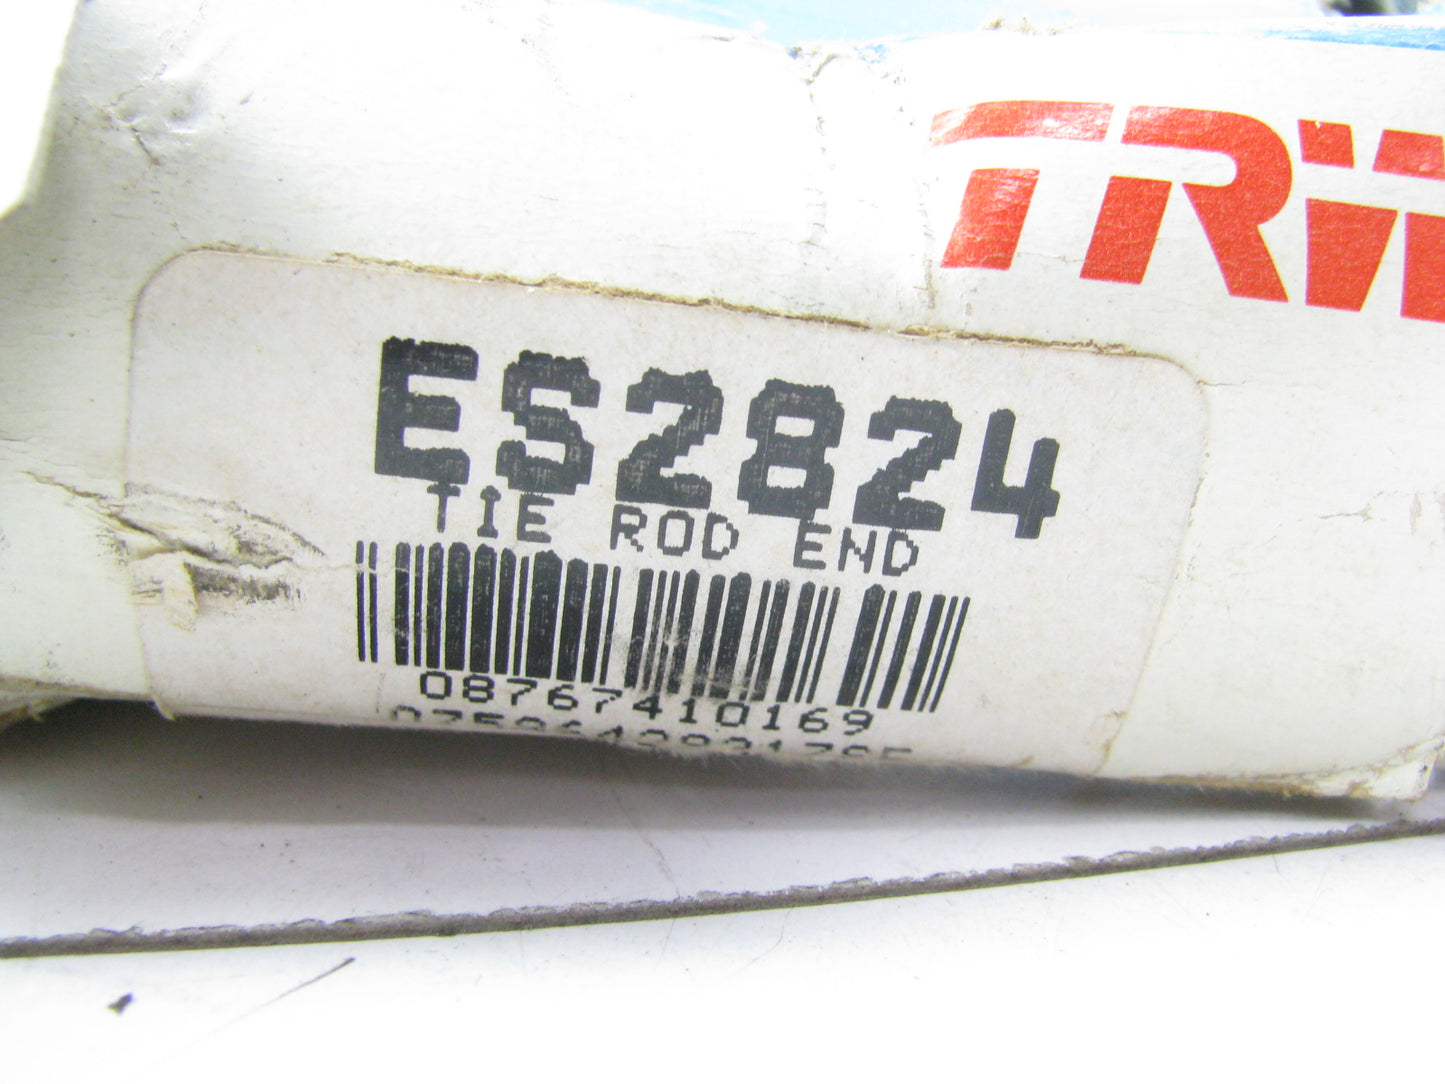 TRW
ES2824
TIE ROD END
08767410169